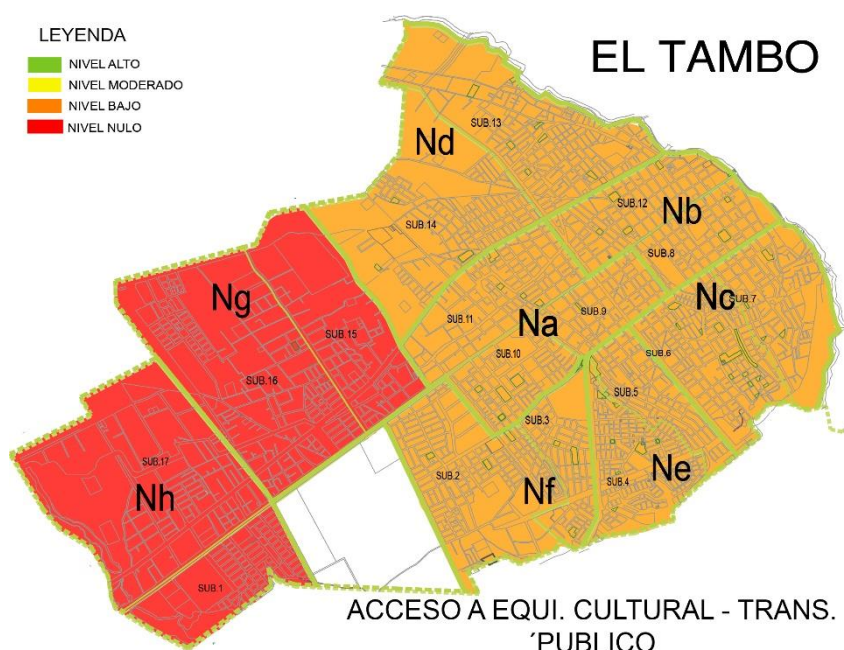 LEYENDA
NIVEL ALTO
NIVEL MODERADO
NIVEL BAJO
NIVEL NULO
EL TAMBO
SUB.13
Nd
SUB.12
Nb
SUB.14
SUB.8
Ng
Nc
SUB.7
SUB.11
Na
SUB.9
SUB.15
SUB.10
SUB.6
SUB.16
SUB.5
SUB.3
SUB.17
SUB.2
Nh
Nf
Ne
SUB.4
SUB.1
ACCESO A EQUI. CULTURAL - TRANS.
´PUBLICO